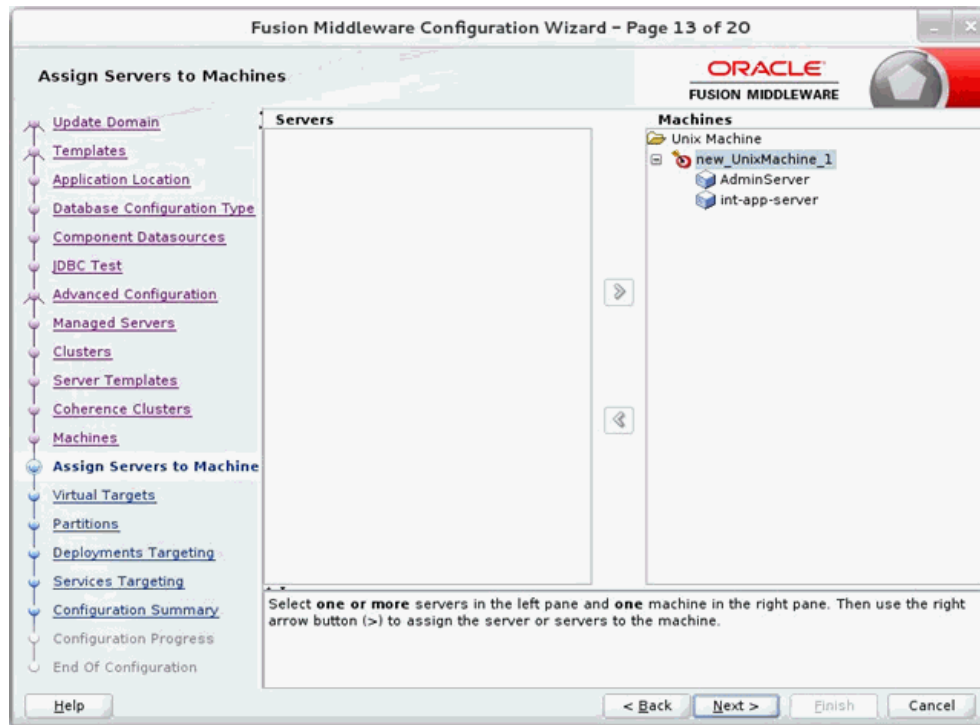 Fusion Middleware Configuration Wizard - Page 13 of 20
Assign Servers to Machines
ORACLE
FUSION MIDDLEWARE
Update Domain
Templates
Application Location
Database Configuration Type
Component Datasources
JDBC Test
Advanced Configuration
Managed Servers
Clusters
Server Templates
Coherence Clusters
Machines
Assign Servers to Machine
Virtual Targets
Partitions
Deployments Targeting
Services Targeting
Configuration Summary
Configuration Progress
End Of Configuration
Servers
Machines
Unix Machine
new_UnixMachine_1
AdminServer
int-app-server
Select one or more servers in the left pane and one machine in the right pane. Then use the right
arrow button (>) to assign the server or servers to the machine.
Help
< Back
Next >
Finish
Cancel